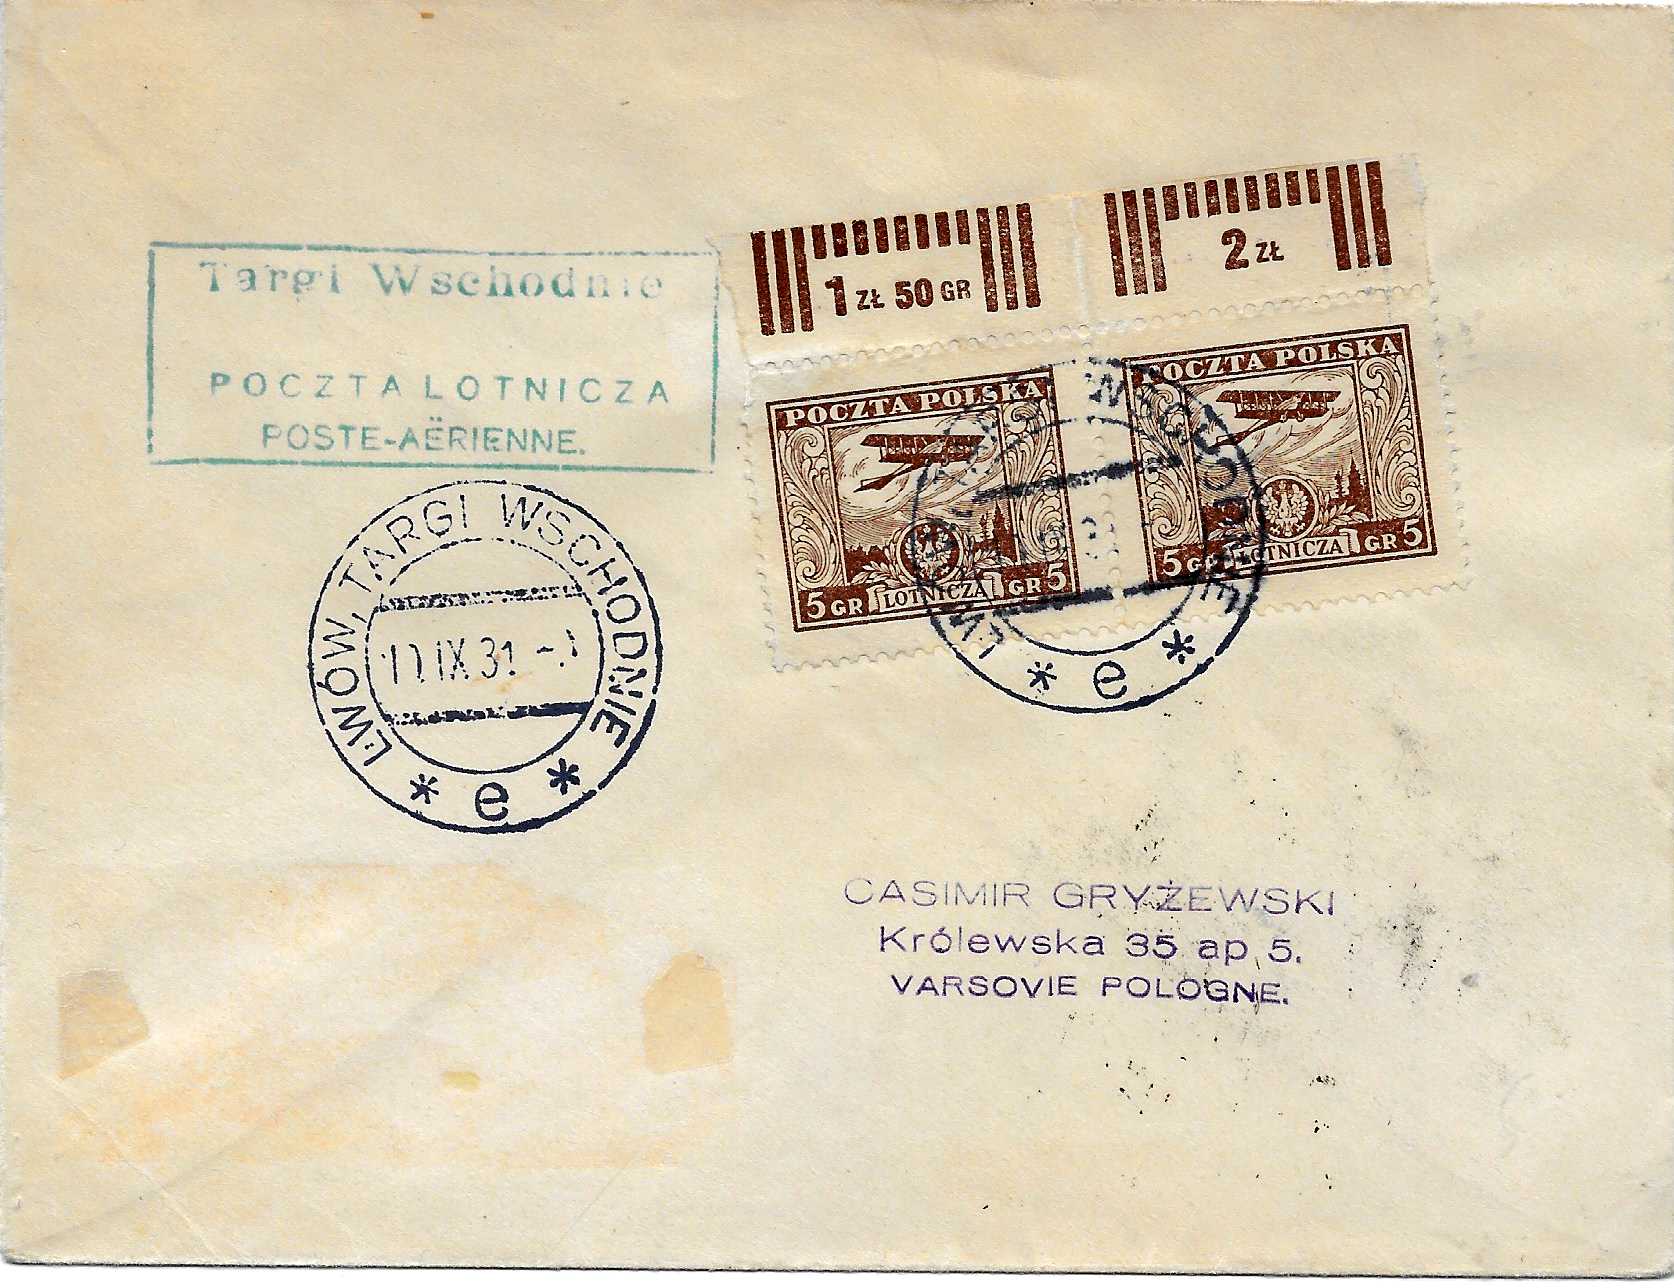 Targi Wschodnie
POCZTA LOTNICZA
POSTE-AËRIENNE.
1 ZŁ 50 GR
2 ZŁ
POCZTA POLSKA
5 GR LOTNICZA GR 5
POCZTA POLSKA
5 GR LOTNICZA GR 5
LWÓW, TARGI WSCHODNIE
IX 31
* e *
* e *
CASIMIR GRYŻEWSKI
Królewska 35 ap 5.
VARSOVIE POLOGNE.